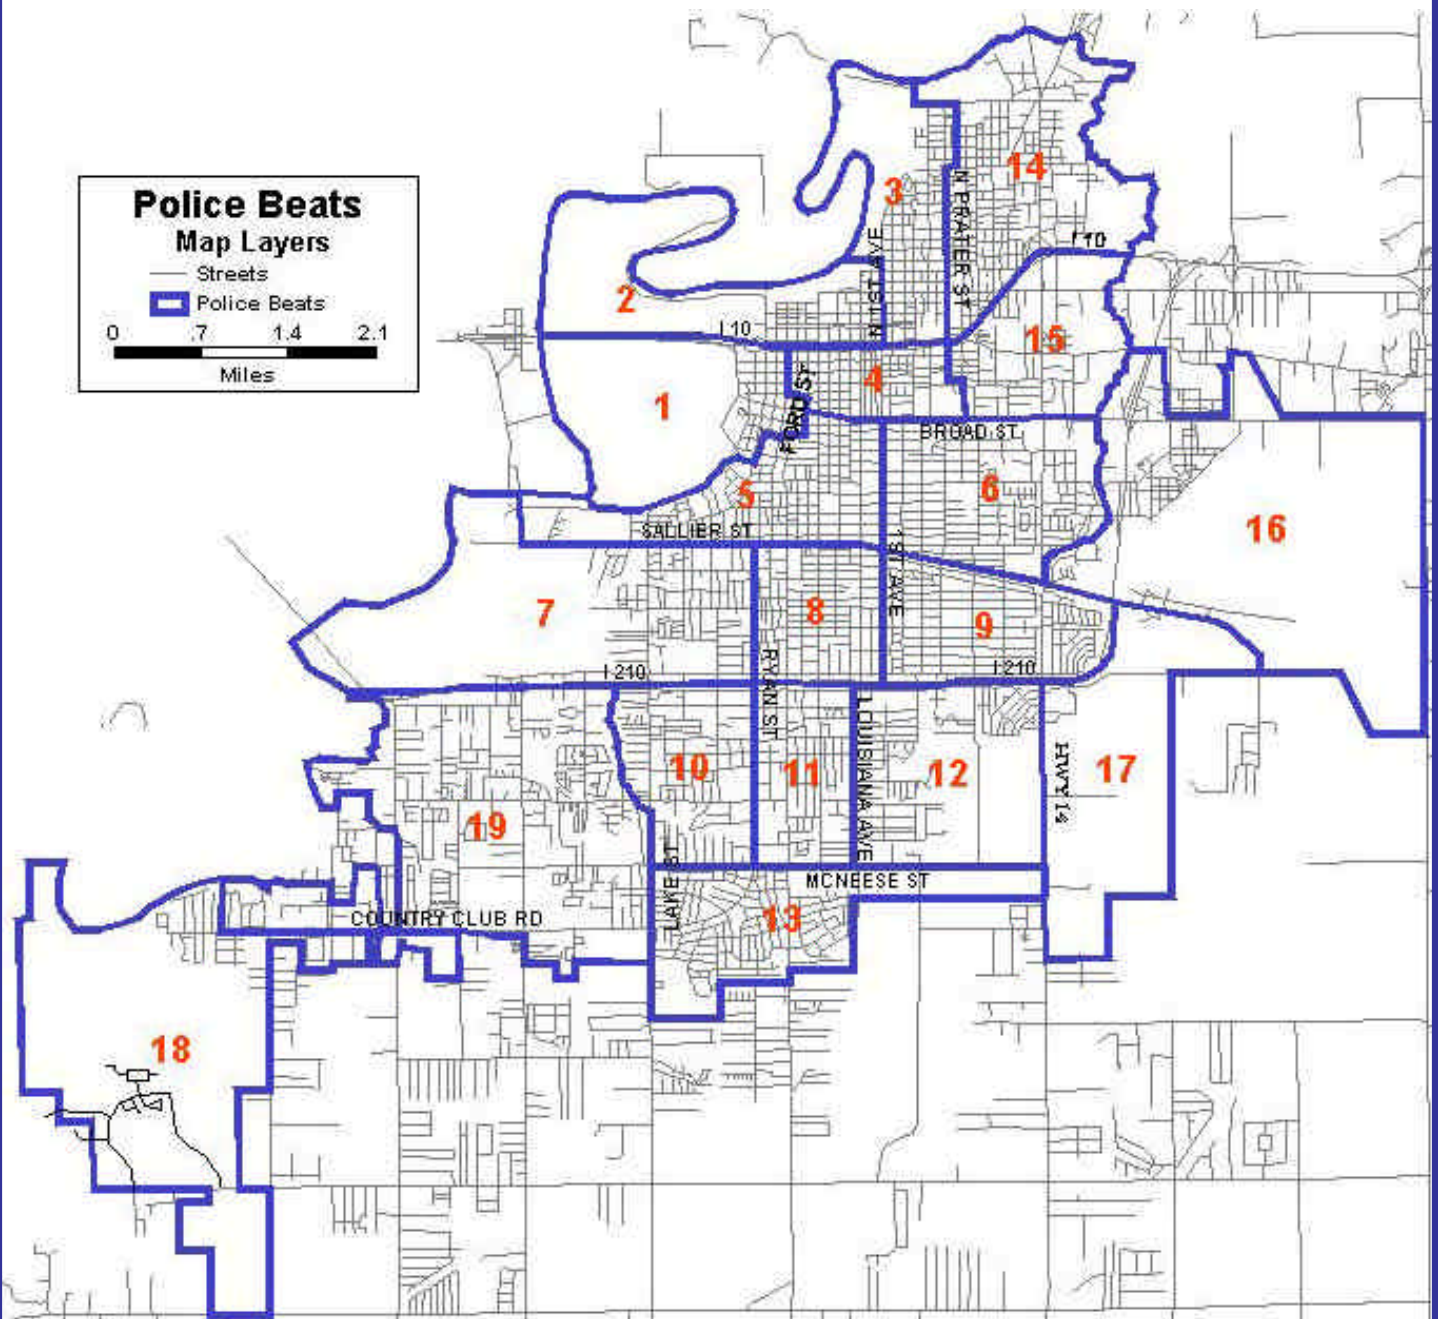 Police Beats
Map Layers
Streets
Police Beats
0 .7 1.4 2.1
Miles
14
3
N PRATER ST
I 10
N 1ST AVE
2
I 10
15
4
FORD ST
1
BROAD ST
5
6
SALLIER ST
16
1ST AVE
7
8
9
I 210
I 210
RYAN ST
LOUISIANA AVE
10
11
12
17
HWY 14
19
LAKE ST
MCNEESE ST
13
COUNTRY CLUB RD
18